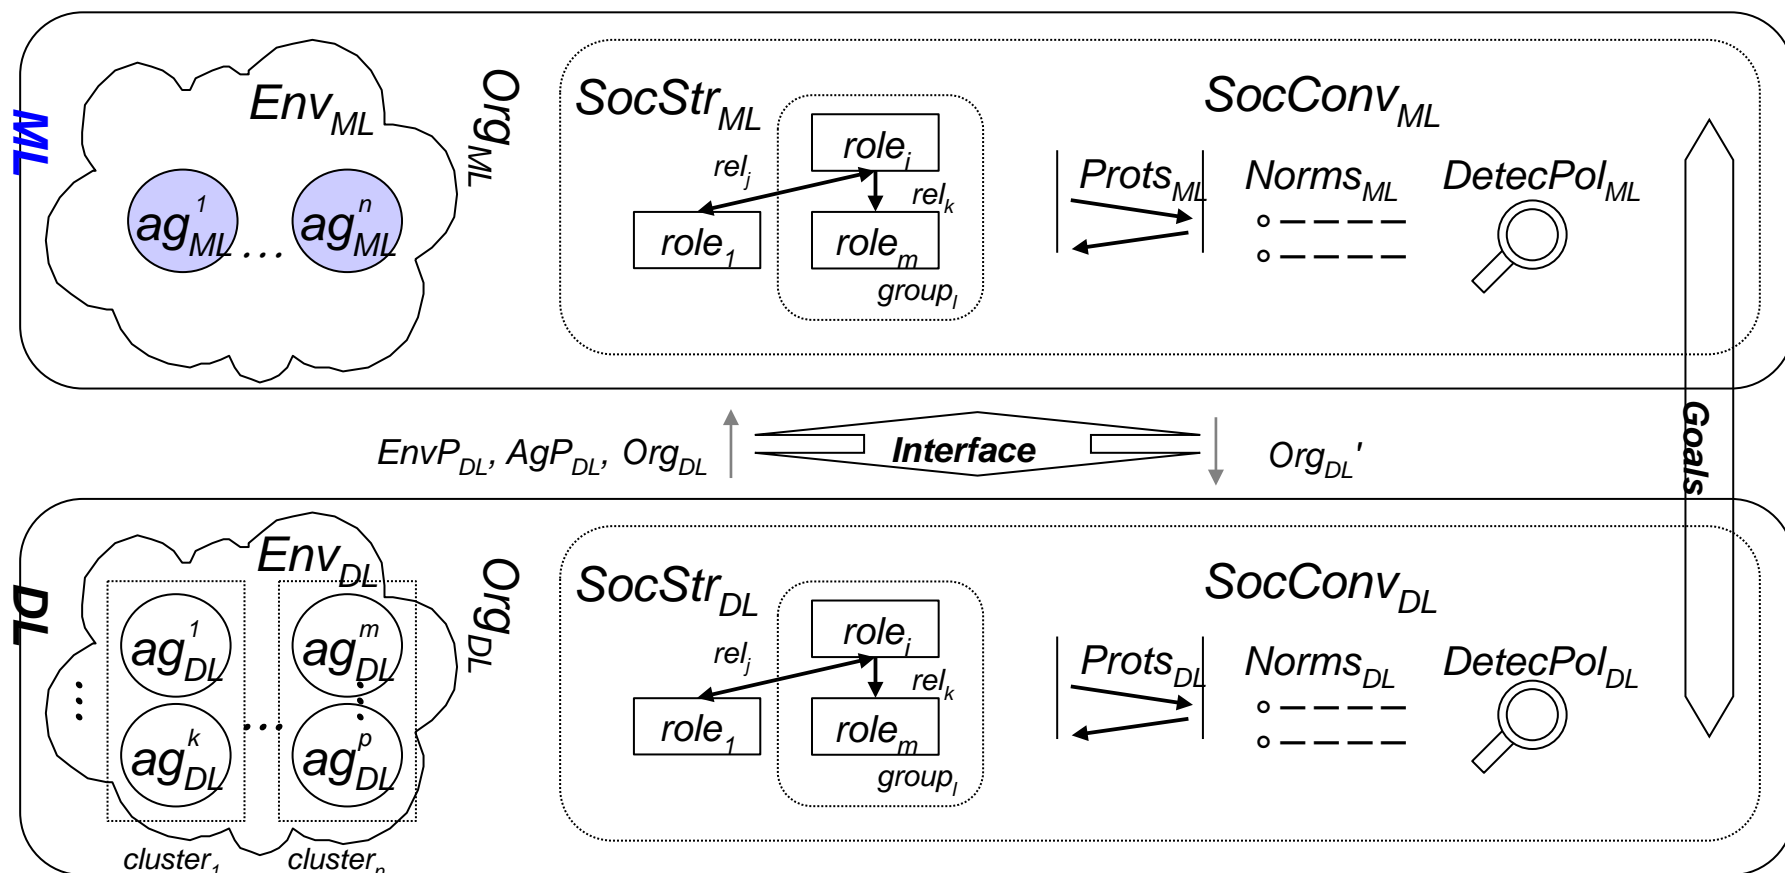 ML
Env_ML
ag^1_ML ... ag^n_ML
Org_ML
SocStr_ML
role_i
rel_j
rel_k
role_1
role_m
group_l
SocConv_ML
Prots_ML
Norms_ML
DetecPol_ML
EnvP_DL, AgP_DL, Org_DL
Interface
Org_DL'
Goals
DL
Env_DL
ag^1_DL
ag^m_DL
... ... ...
ag^k_DL
ag^p_DL
cluster_1
cluster_n
Org_DL
SocStr_DL
role_i
rel_j
rel_k
role_1
role_m
group_l
SocConv_DL
Prots_DL
Norms_DL
DetecPol_DL